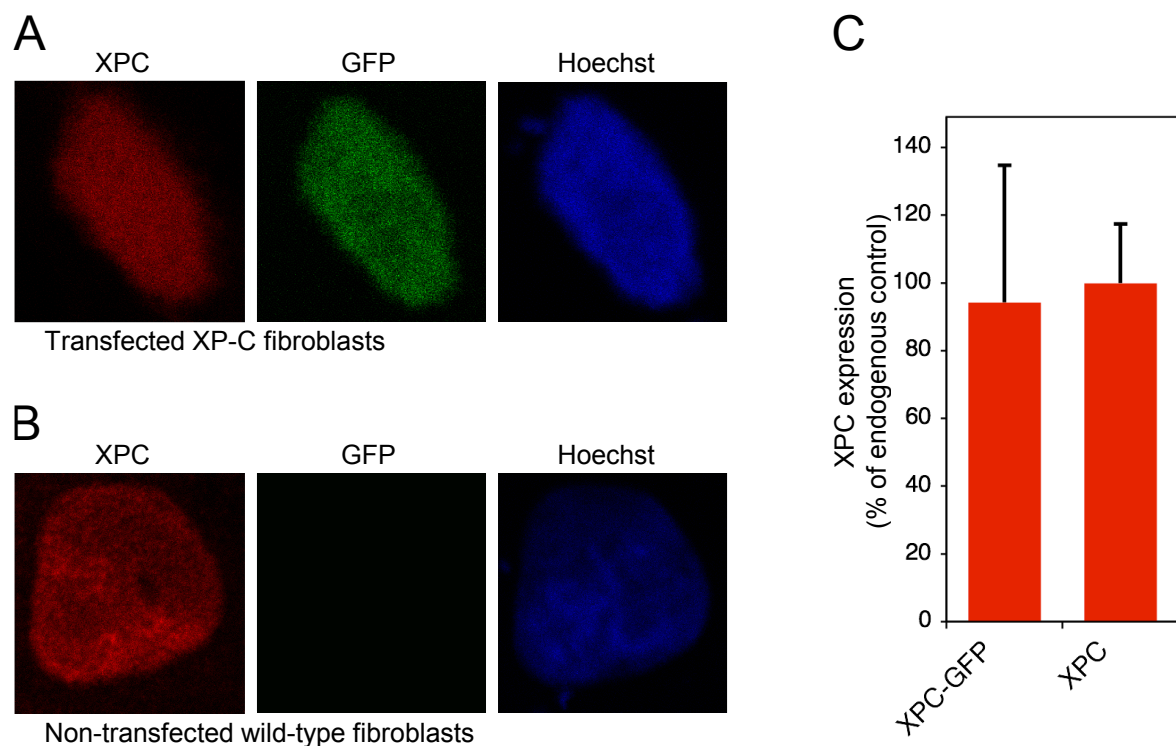 A
XPC GFP Hoechst
Transfected XP-C fibroblasts
B
XPC GFP Hoechst
Non-transfected wild-type fibroblasts
C
XPC expression
(% of endogenous control)
140
120
100
80
60
40
20
0
XPC-GFP
XPC